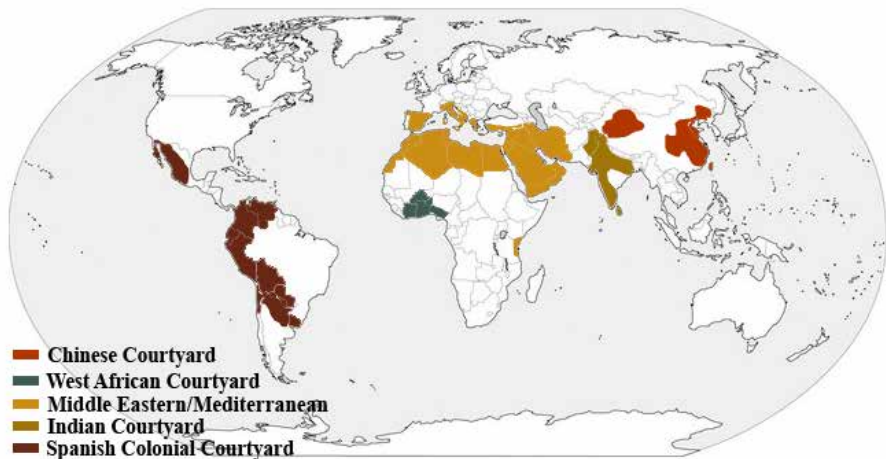 Chinese Courtyard
West African Courtyard
Middle Eastern/Mediterranean
Indian Courtyard
Spanish Colonial Courtyard